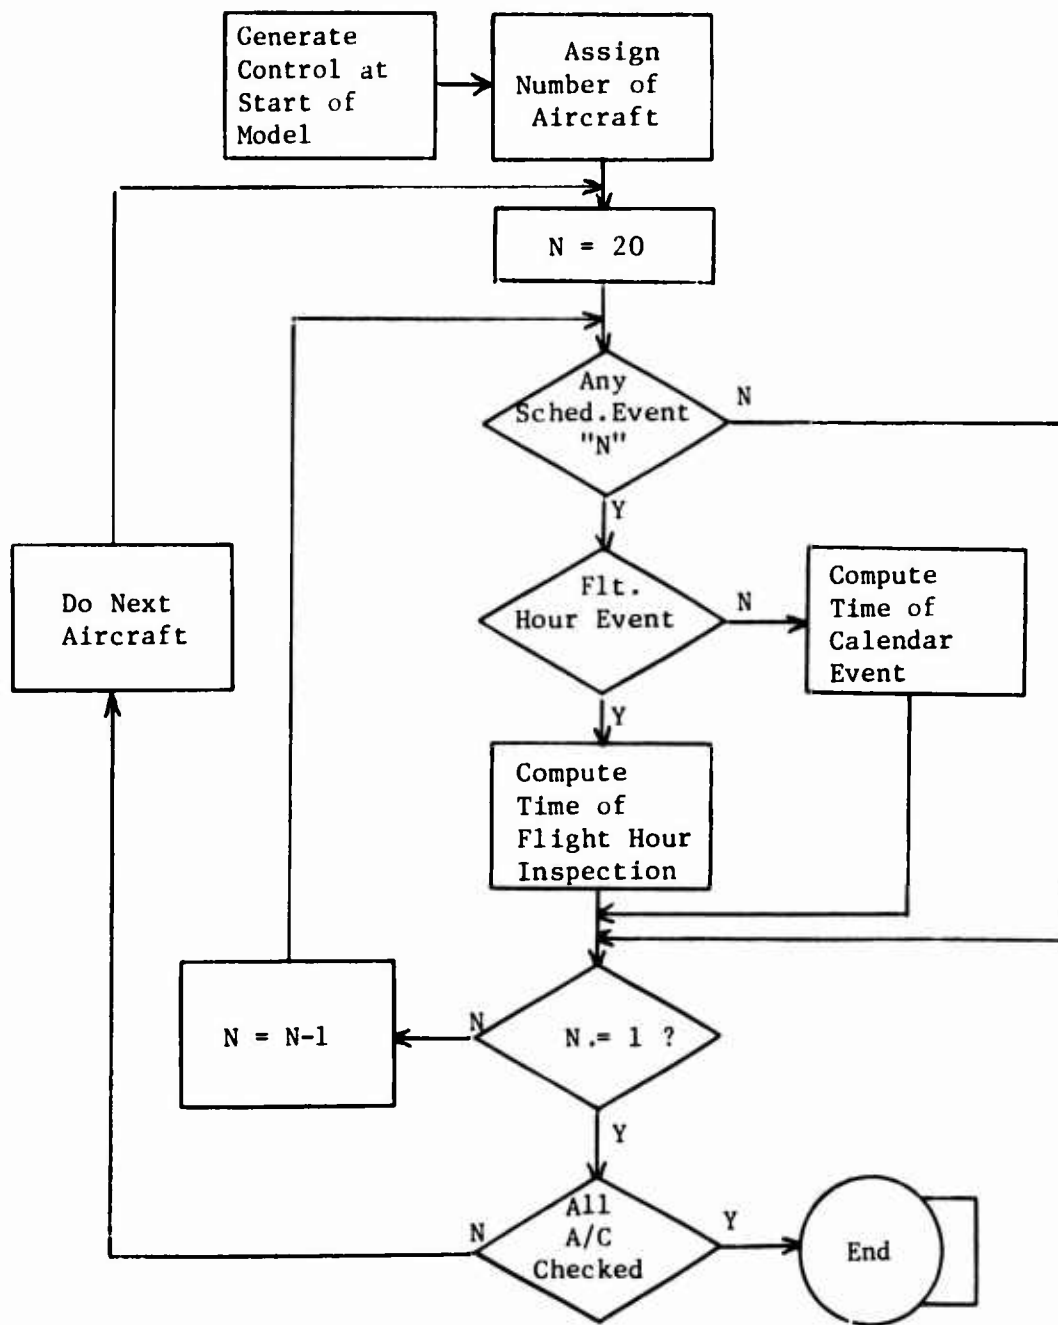 Generate
Control at
Start of
Model
Assign
Number of
Aircraft
N = 20
Any
Sched.Event
"N"
N
Y
Flt.
Hour Event
N
Compute
Time of
Calendar
Event
Do Next
Aircraft
Y
Compute
Time of
Flight Hour
Inspection
N = N-1
N
N.= 1 ?
Y
All
A/C
Checked
N
Y
End